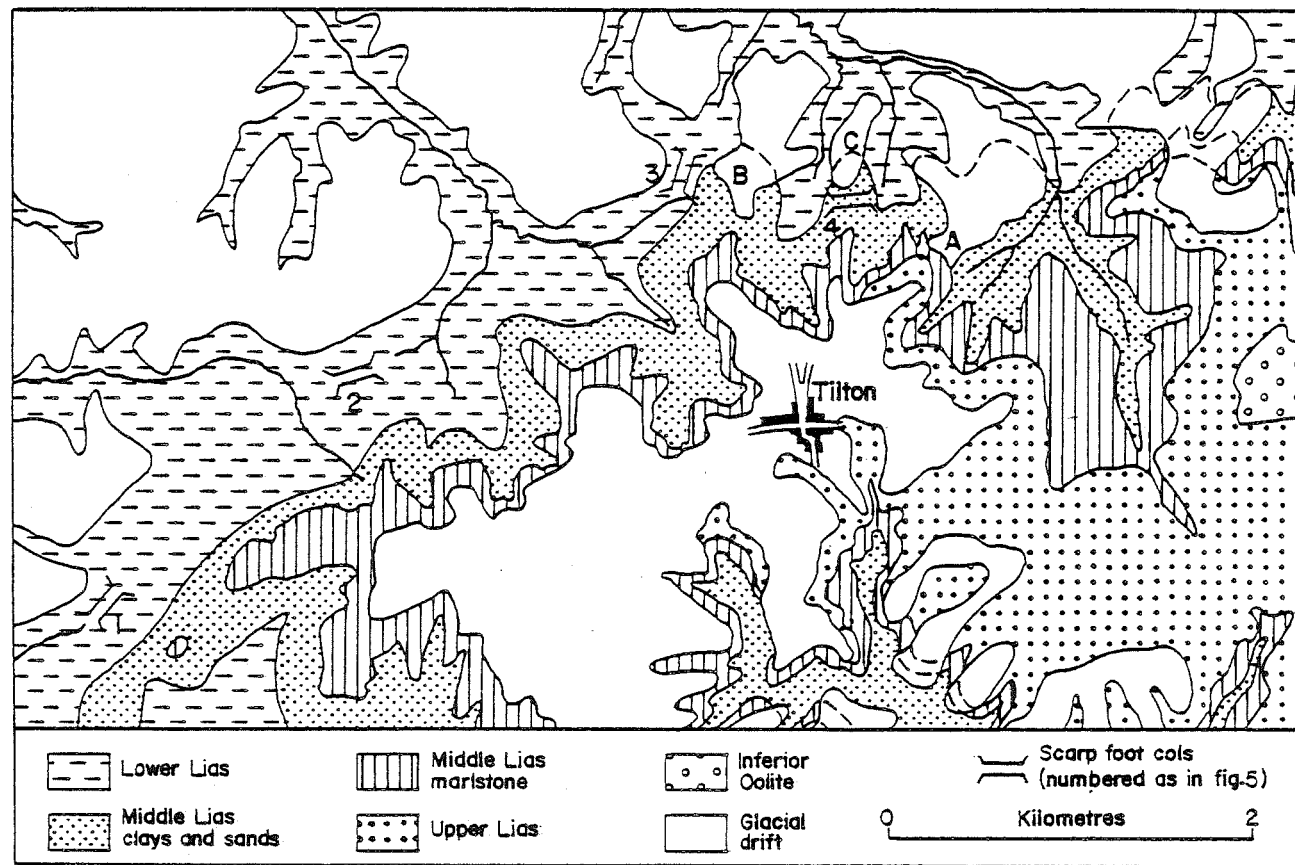 3
B
C
4
A
2
Tilton
1
Lower Lias
Middle Lias
clays and sands
Middle Lias
marlstone
Upper Lias
Inferior
Oolite
Glacial
drift
Scarp foot cols
(numbered as in fig.5)
0 Kilometres 2